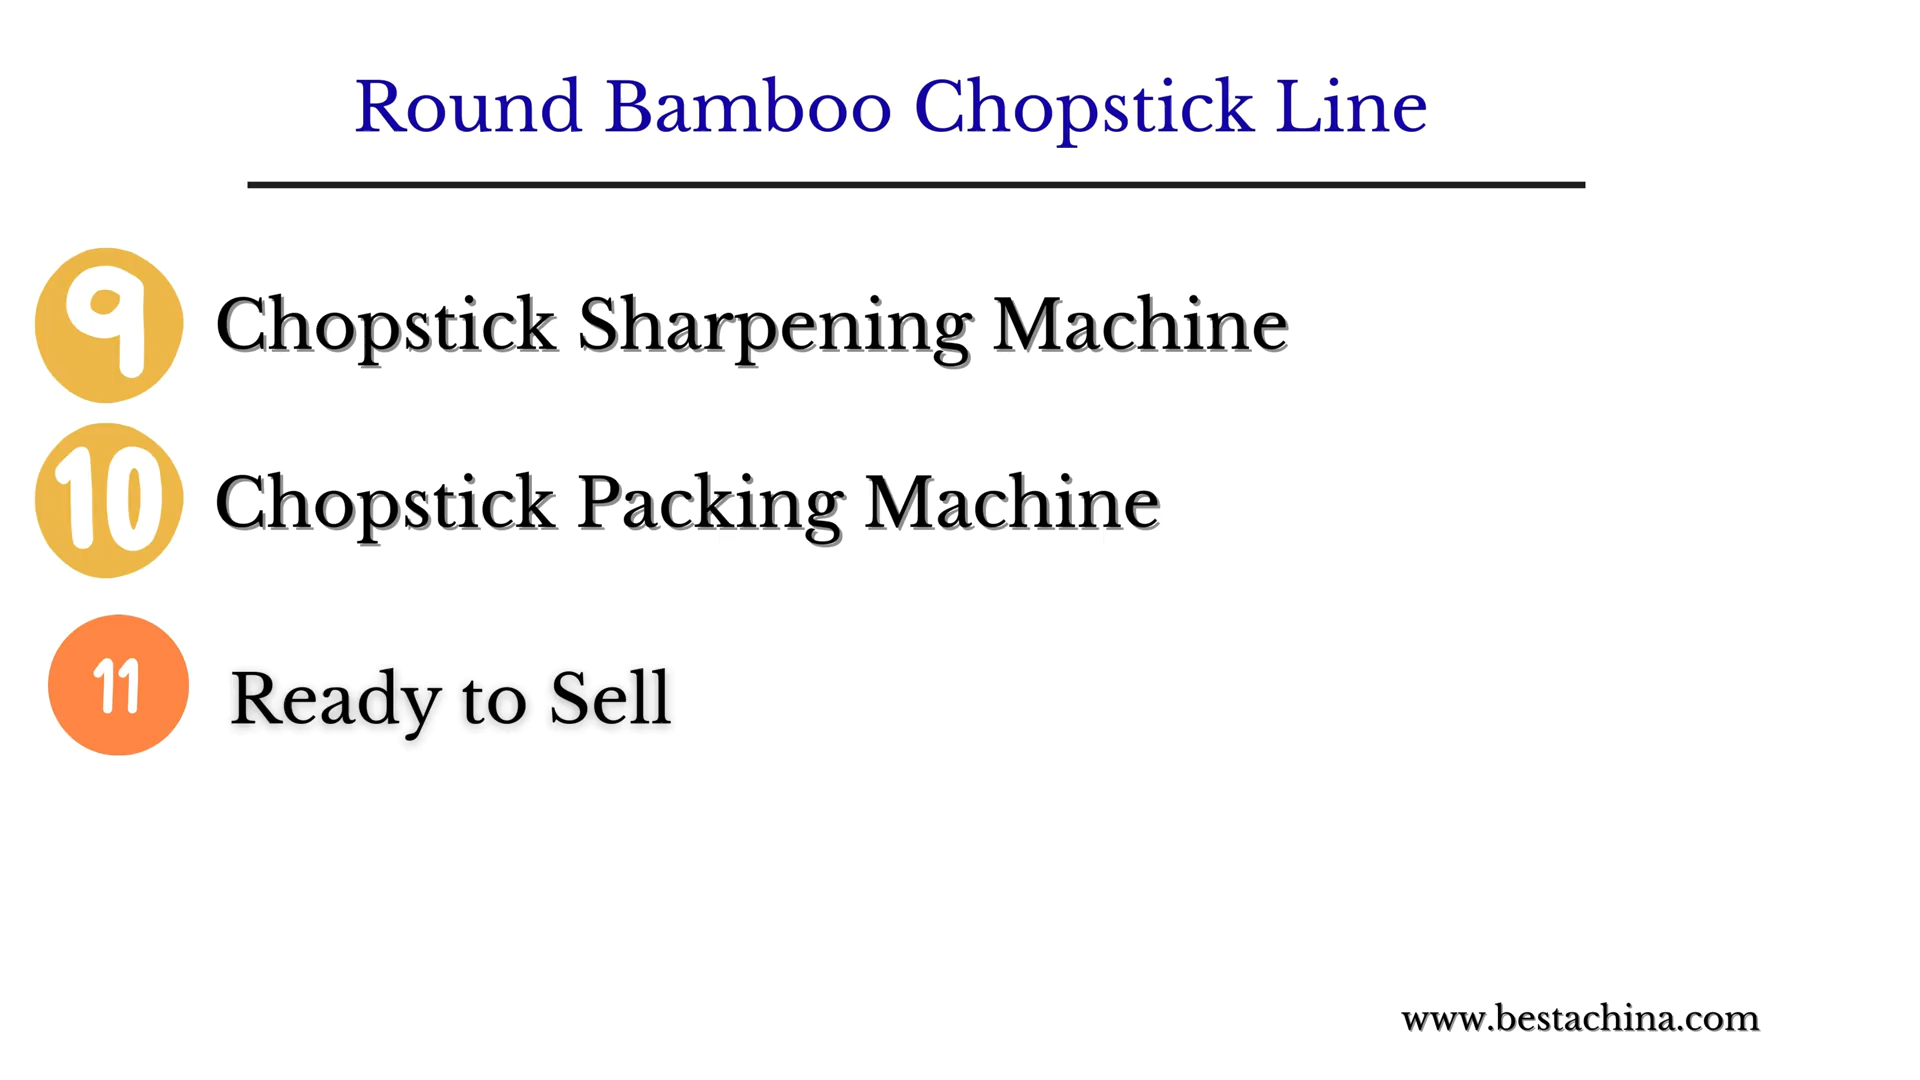 Round Bamboo Chopstick Line
9 Chopstick Sharpening Machine
10 Chopstick Packing Machine
11 Ready to Sell
www.bestachina.com